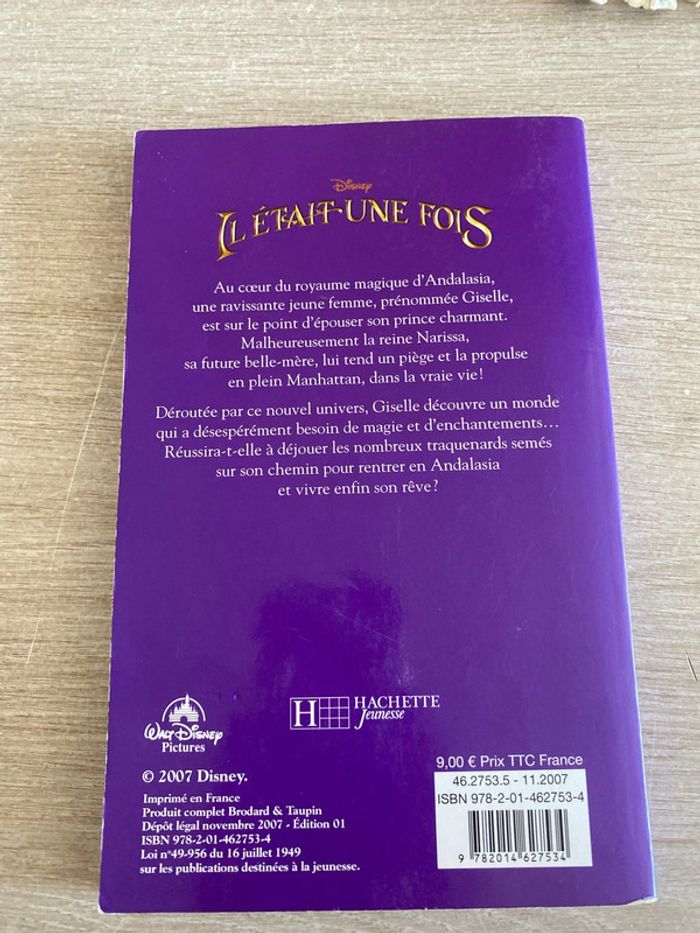 Disney
IL ÉTAIT UNE FOIS
Au cœur du royaume magique d'Andalasia,
une ravissante jeune femme, prénommée Giselle,
est sur le point d'épouser son prince charmant.
Malheureusement la reine Narissa,
sa future belle-mère, lui tend un piège et la propulse
en plein Manhattan, dans la vraie vie!
Déroutée par ce nouvel univers, Giselle découvre un monde
qui a désespérément besoin de magie et d'enchantements…
Réussira-t-elle à déjouer les nombreux traquenards semés
sur son chemin pour rentrer en Andalasia
et vivre enfin son rêve?
WALT DISNEY
Pictures
H HACHETTE
Jeunesse
© 2007 Disney.
Imprimé en France
Produit complet Brodard & Taupin
Dépôt légal novembre 2007 - Édition 01
ISBN 978-2-01-462753-4
Loi n°49-956 du 16 juillet 1949
sur les publications destinées à la jeunesse.
9,00 € Prix TTC France
46.2753.5 - 11.2007
ISBN 978-2-01-462753-4
9 782014 627534